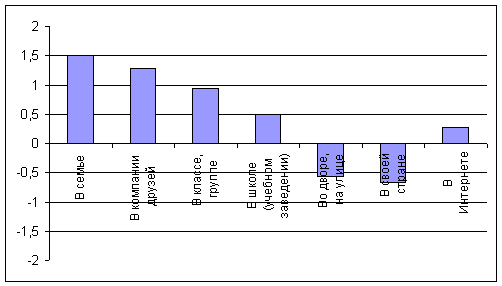 2
1,5
1
0,5
0
-0,5
-1
-1,5
-2
В семье
В компании
друзей
В классе,
группе
В школе
(учебном
заведении)
Во дворе,
на улице
В своей
стране
В
Интернете